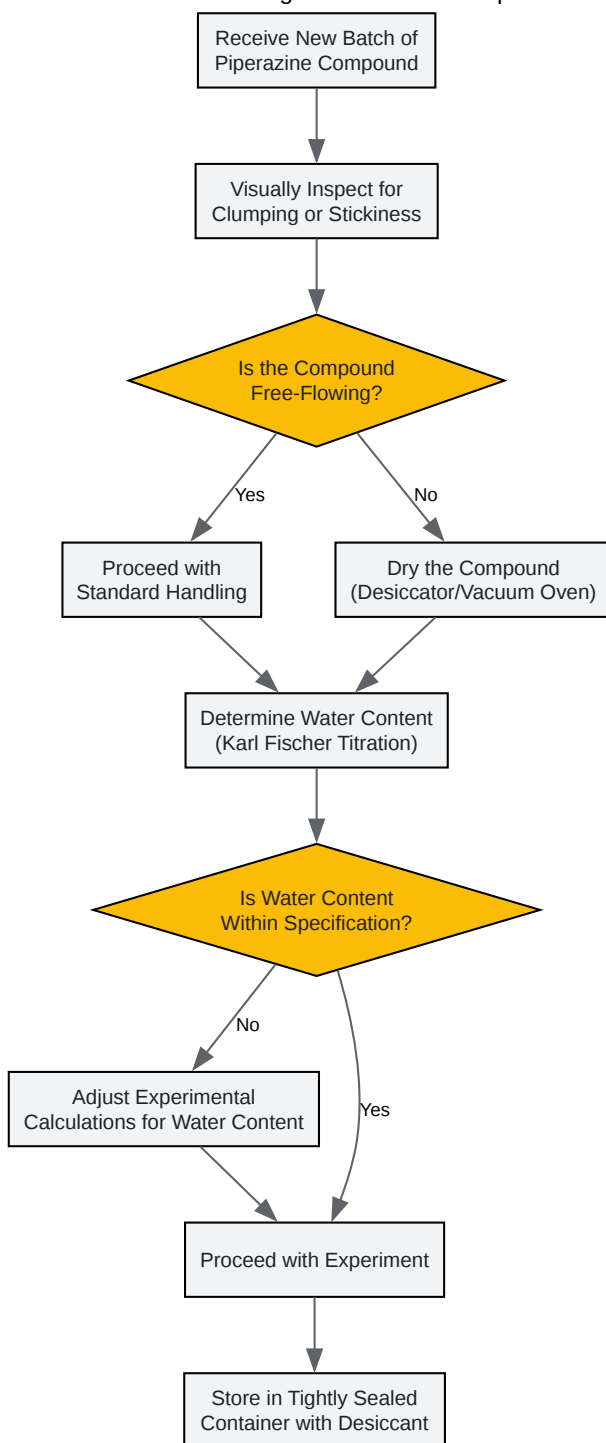 Receive New Batch of
Piperazine Compound
Visually Inspect for
Clumping or Stickiness
Is the Compound
Free-Flowing?
Yes
No
Proceed with
Standard Handling
Dry the Compound
(Desiccator/Vacuum Oven)
Determine Water Content
(Karl Fischer Titration)
Is Water Content
Within Specification?
No
Adjust Experimental
Calculations for Water Content
Yes
Proceed with Experiment
Store in Tightly Sealed
Container with Desiccant